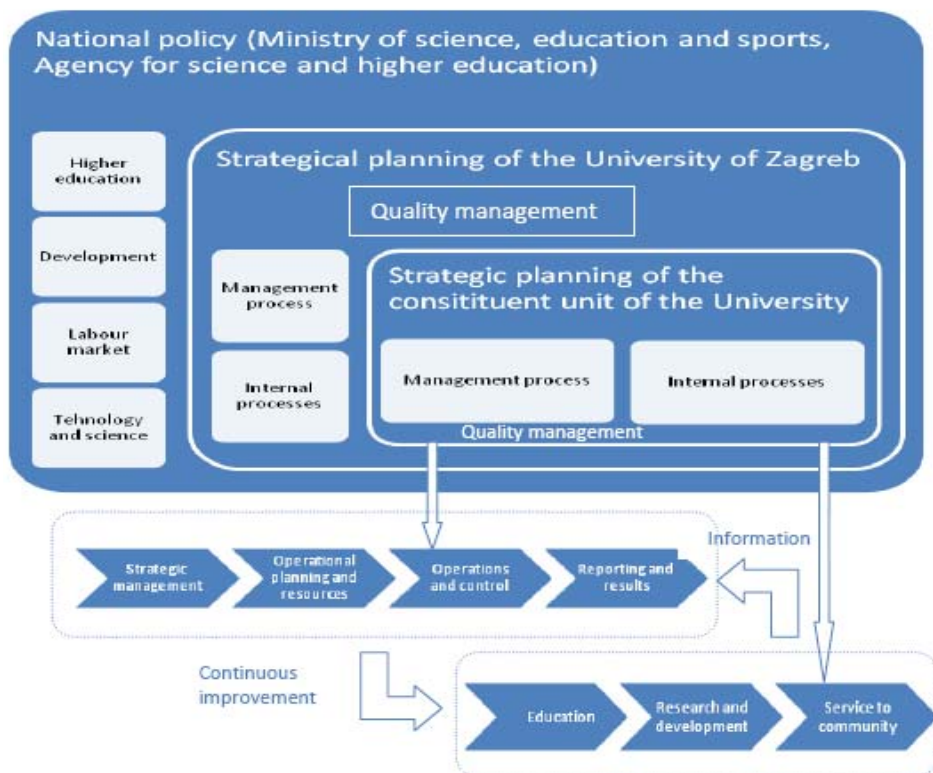 National policy (Ministry of science, education and sports,
Agency for science and higher education)
Higher
education
Development
Labour
market
Tehnology
and science
Strategical planning of the University of Zagreb
Quality management
Management
process
Internal
processes
Strategic planning of the
consitituent unit of the University
Management process
Internal processes
Quality management
Strategic
management
Operational
planning and
resources
Operations
and control
Reporting and
results
Information
Continuous
improvement
Education
Research and
development
Service to
community